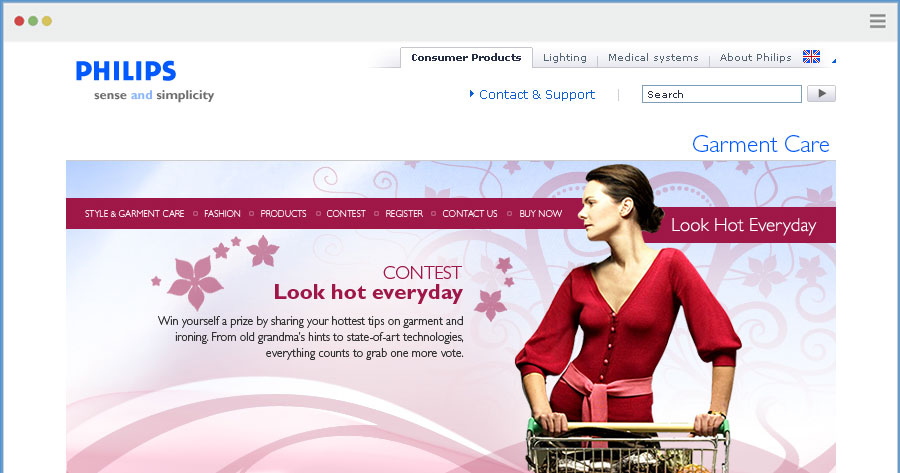 PHILIPS
sense and simplicity
Consumer Products
Lighting
Medical systems
About Philips
Contact & Support
Search
Garment Care
STYLE & GARMENT CARE
FASHION
PRODUCTS
CONTEST
REGISTER
CONTACT US
BUY NOW
Look Hot Everyday
CONTEST
Look hot everyday
Win yourself a prize by sharing your hottest tips on garment and
ironing. From old grandma's hints to state-of-art technologies,
everything counts to grab one more vote.